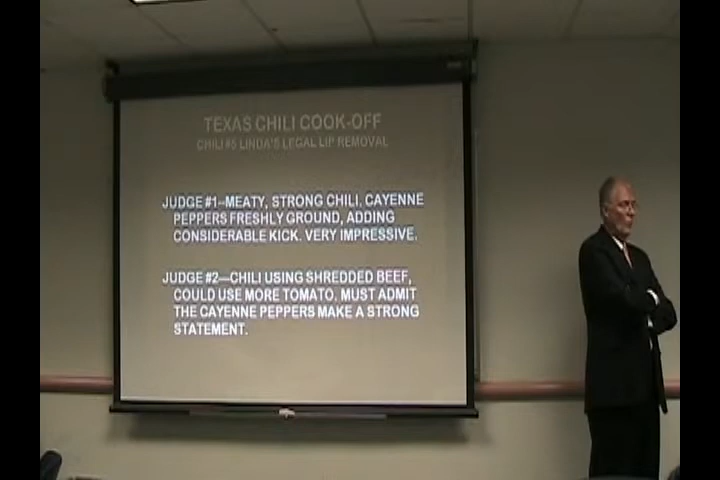 TEXAS CHILI COOK-OFF
CHILI #5 LINDA'S LEGAL LIP REMOVAL
JUDGE #1--MEATY, STRONG CHILI. CAYENNE
PEPPERS FRESHLY GROUND, ADDING
CONSIDERABLE KICK. VERY IMPRESSIVE.
JUDGE #2—CHILI USING SHREDDED BEEF,
COULD USE MORE TOMATO. MUST ADMIT
THE CAYENNE PEPPERS MAKE A STRONG
STATEMENT.